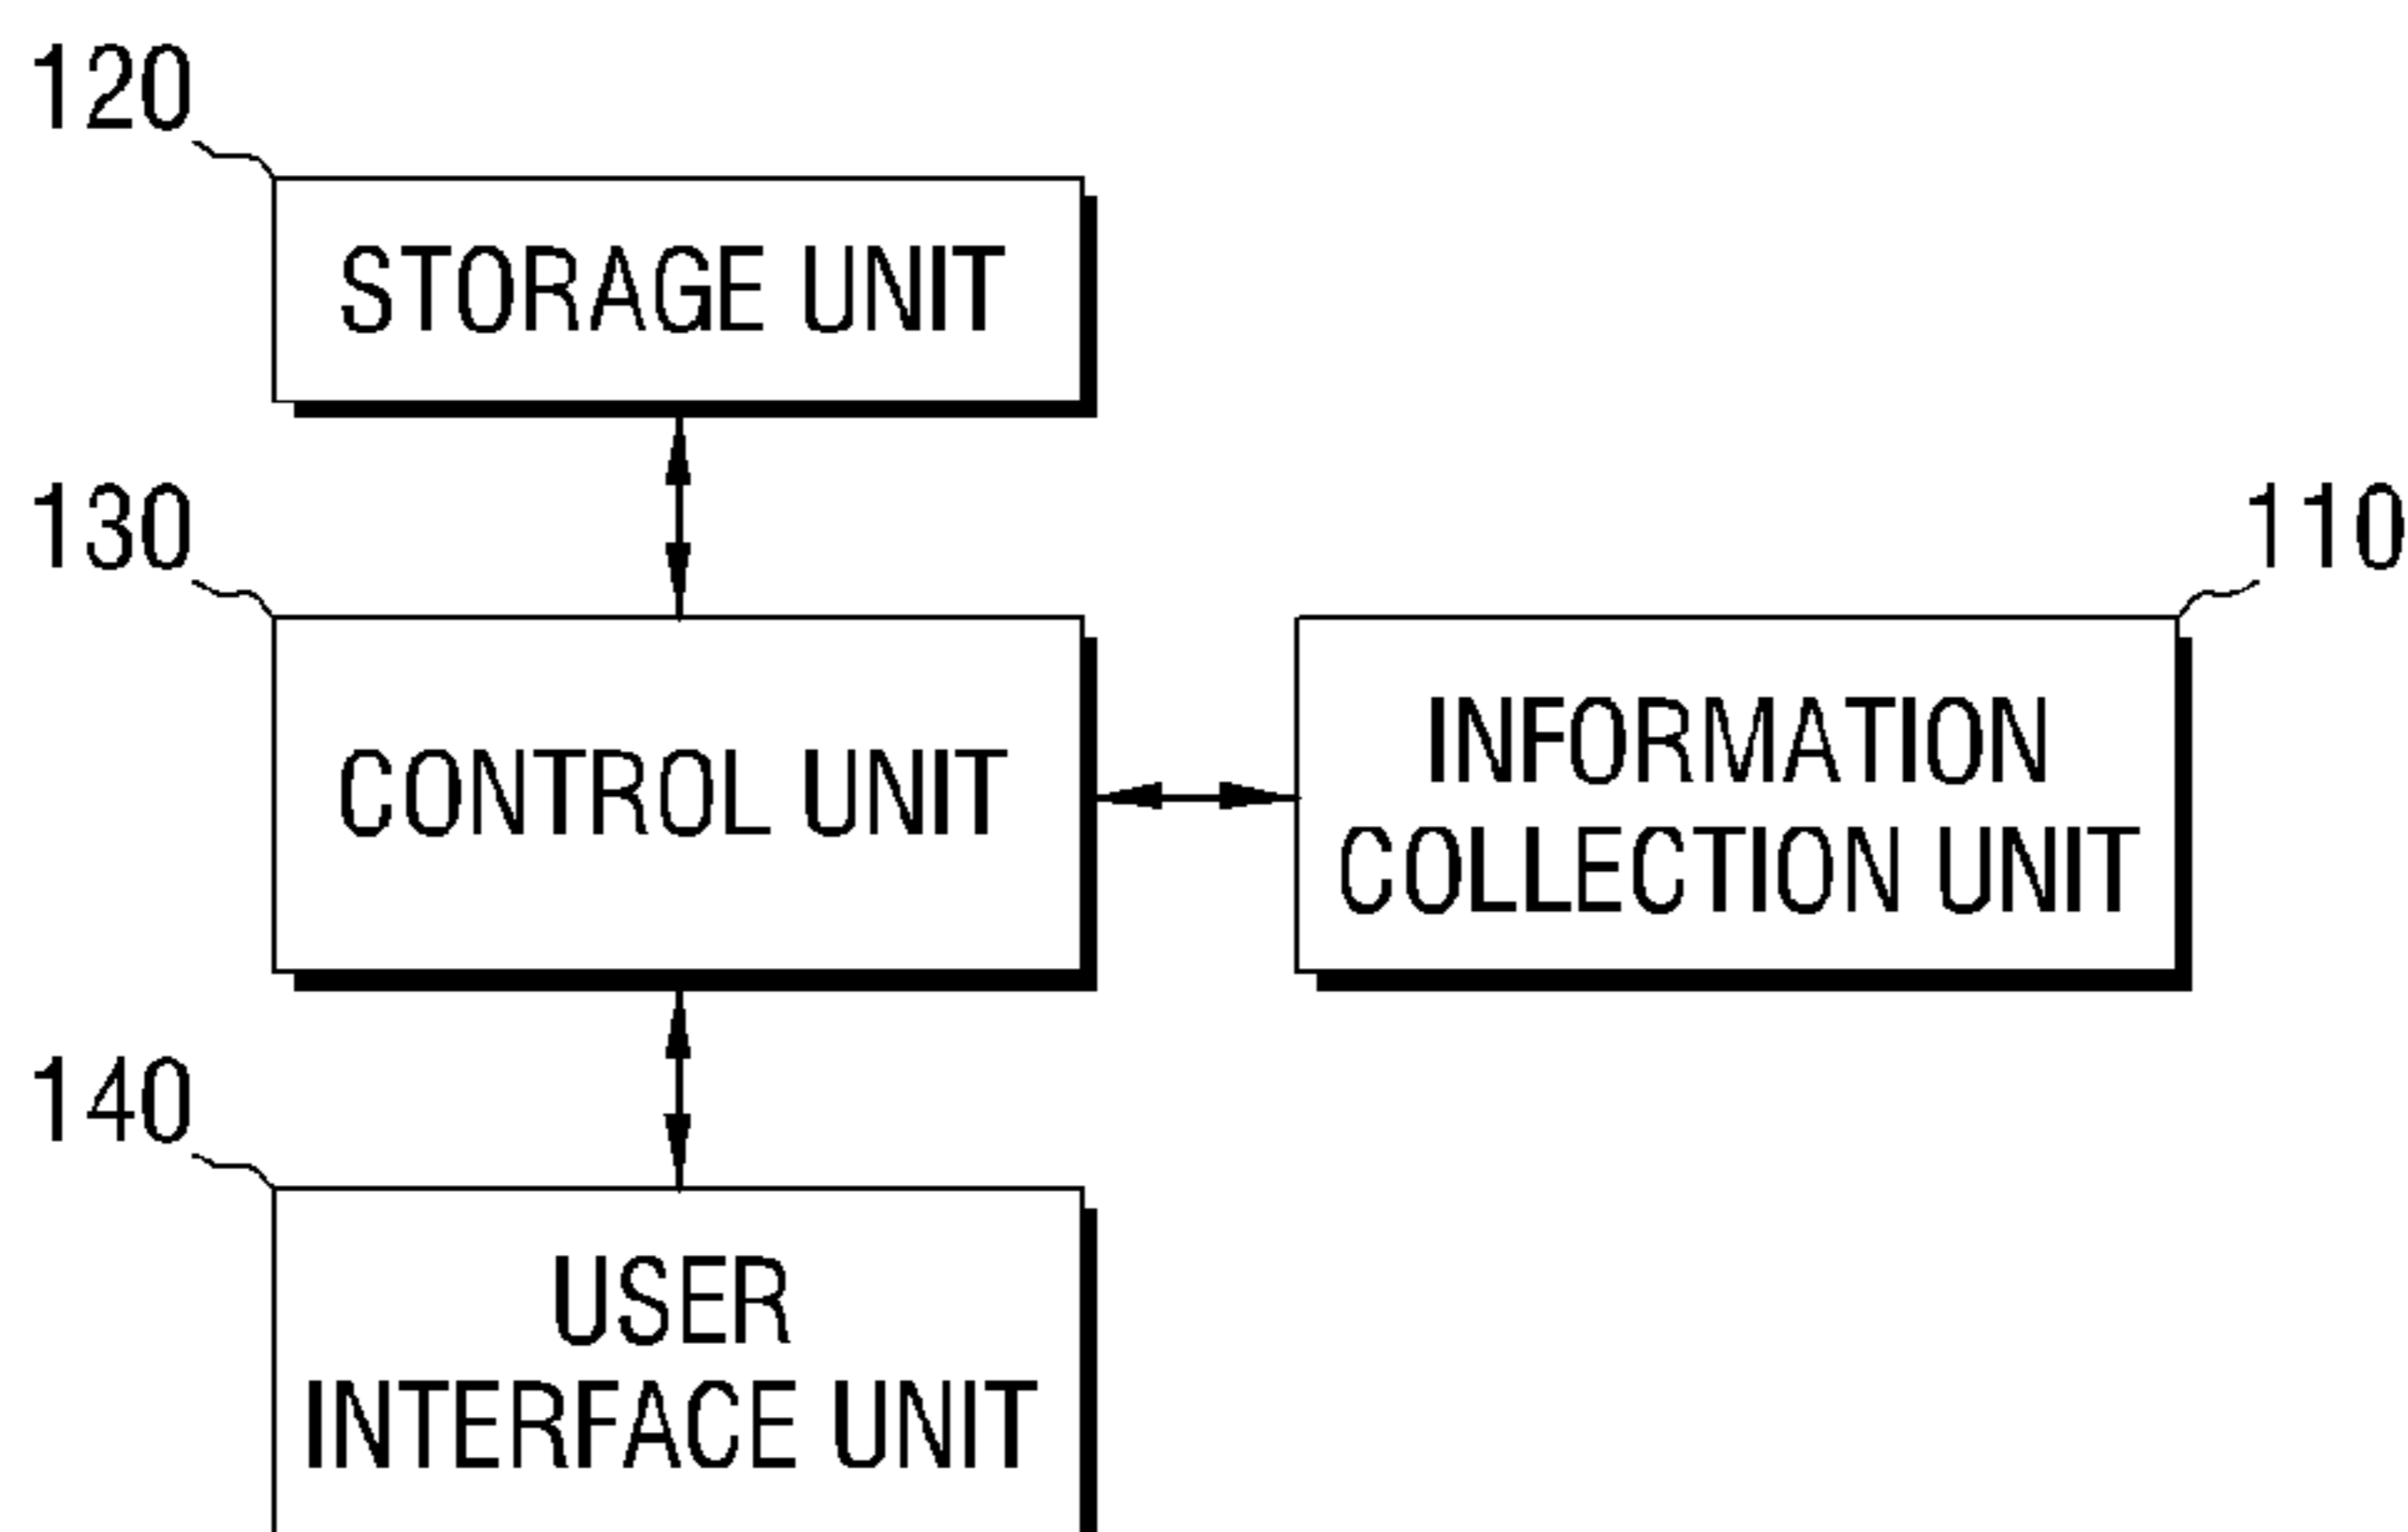 120
STORAGE UNIT
130
110
CONTROL UNIT
INFORMATION
COLLECTION UNIT
140
USER
INTERFACE UNIT